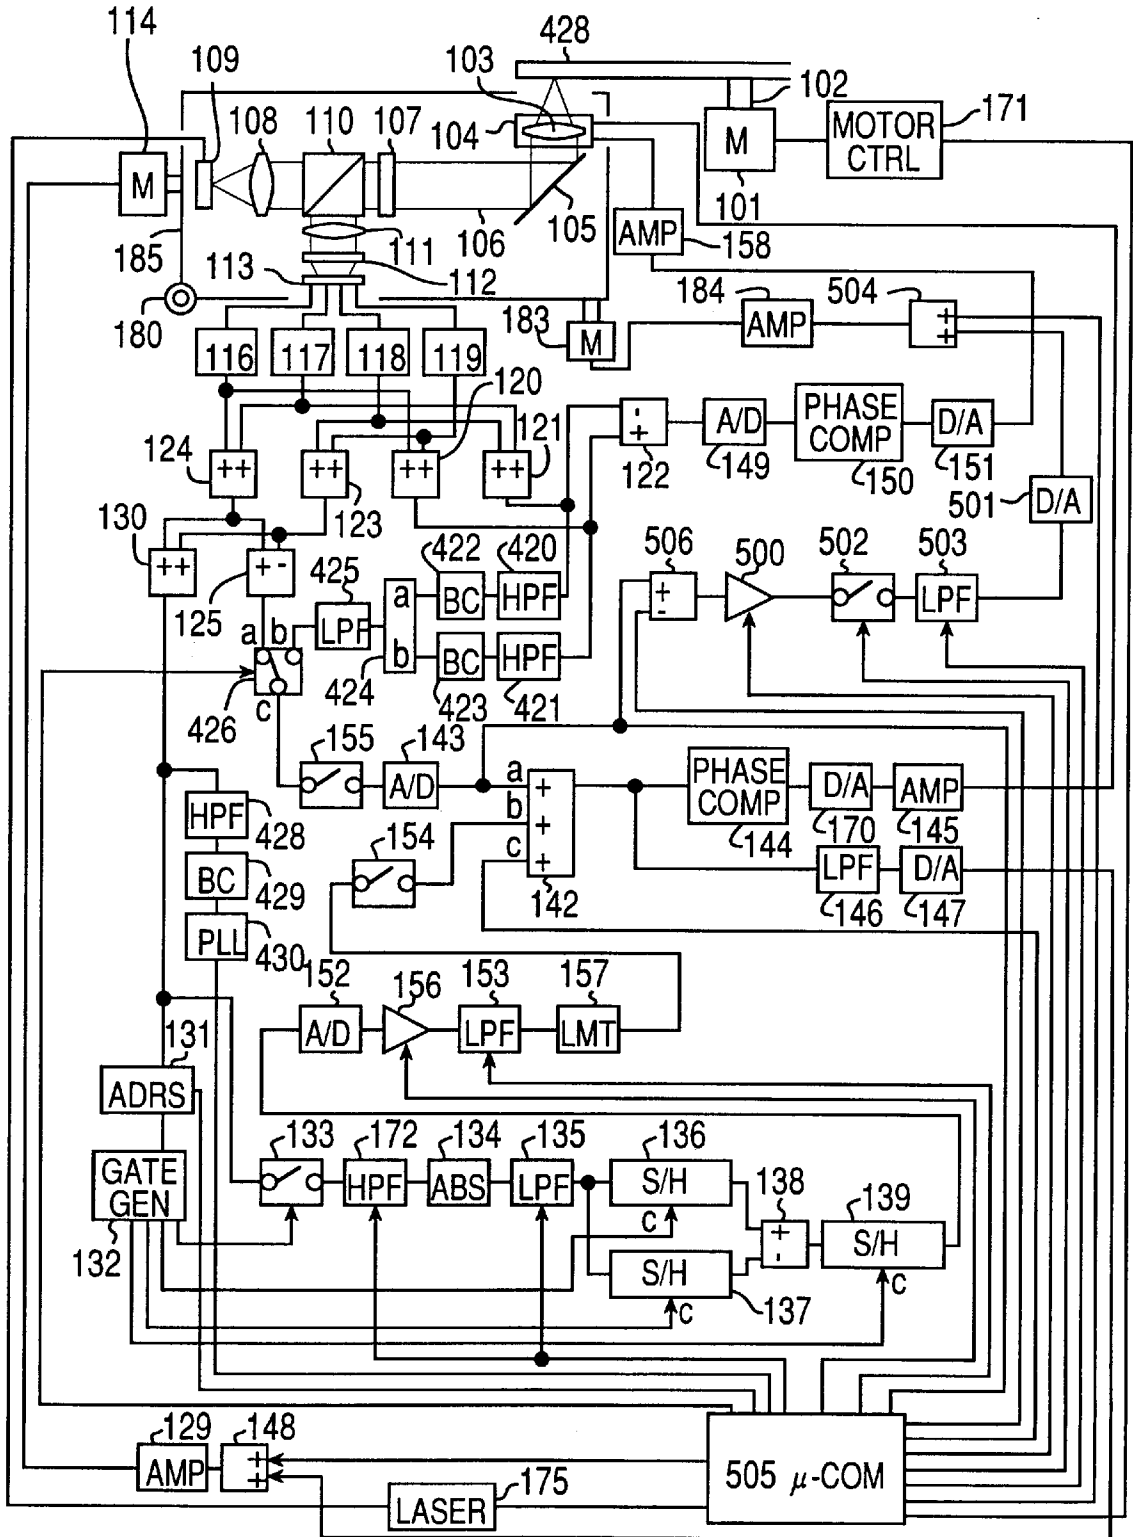 114
109
108
110
107
103
428
104
102
171
M
M
MOTOR
CTRL
101
105
106
AMP
158
111
112
113
185
180
184
504
183
M
AMP
+
+
116
117
118
119
120
121
124
++
++
++
++
123
-
+
122
A/D
149
PHASE
COMP
150
D/A
151
501
D/A
130
++
+ -
125
425
LPF
a
b
424
422
BC
420
HPF
BC
423
HPF
421
a
b
c
426
506
+
-
500
502
503
LPF
155
143
A/D
a
b
c
+
+
+
142
PHASE
COMP
144
D/A
170
AMP
145
LPF
146
D/A
147
154
HPF
428
BC
429
PLL
430
152
A/D
156
153
LPF
157
LMT
131
ADRS
GATE
GEN
132
133
172
HPF
134
ABS
135
LPF
136
S/H
c
S/H
c
137
138
+
-
139
S/H
c
129
AMP
148
+
+
LASER
175
505 μ-COM